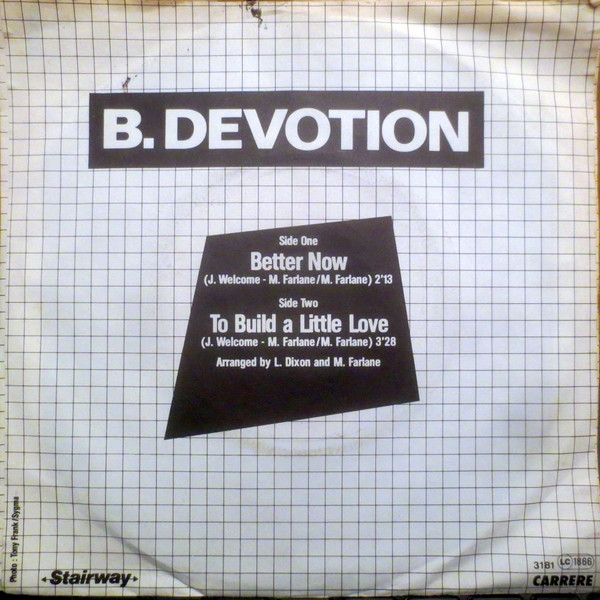 B. DEVOTION
Side One
Better Now
(J. Welcome - M. Farlane/M. Farlane) 2'13
Side Two
To Build a Little Love
(J. Welcome - M. Farlane/M. Farlane) 3'28
Arranged by L. Dixon and M. Farlane
Photo : Tony Frank/Sygma
Stairway
31B1 LC 1866
CARRERE